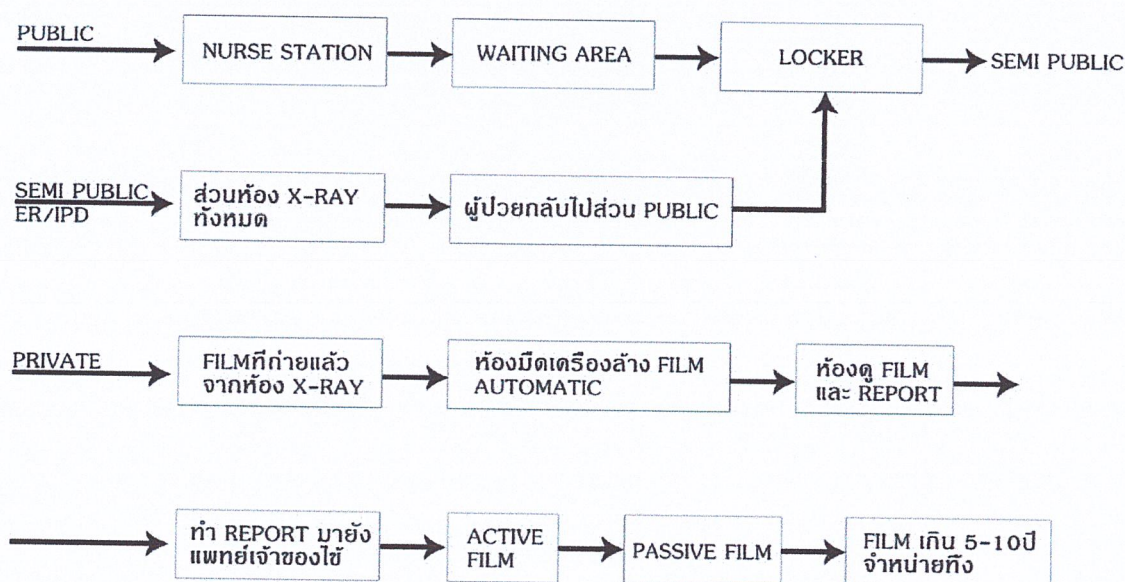 PUBLIC
NURSE STATION
WAITING AREA
LOCKER
SEMI PUBLIC
SEMI PUBLIC
ER/IPD
ส่วนห้อง X-RAY
ทั้งหมด
ผู้ป่วยกลับไปส่วน PUBLIC
PRIVATE
FILMที่ถ่ายแล้ว
จากห้อง X-RAY
ห้องมืดเครื่องล้าง FILM
AUTOMATIC
ห้องดู FILM
และ REPORT
ทำ REPORT มายัง
แพทย์เจ้าของไข้
ACTIVE
FILM
PASSIVE FILM
FILM เกิน 5-10ปี
จำหน่ายทิ้ง